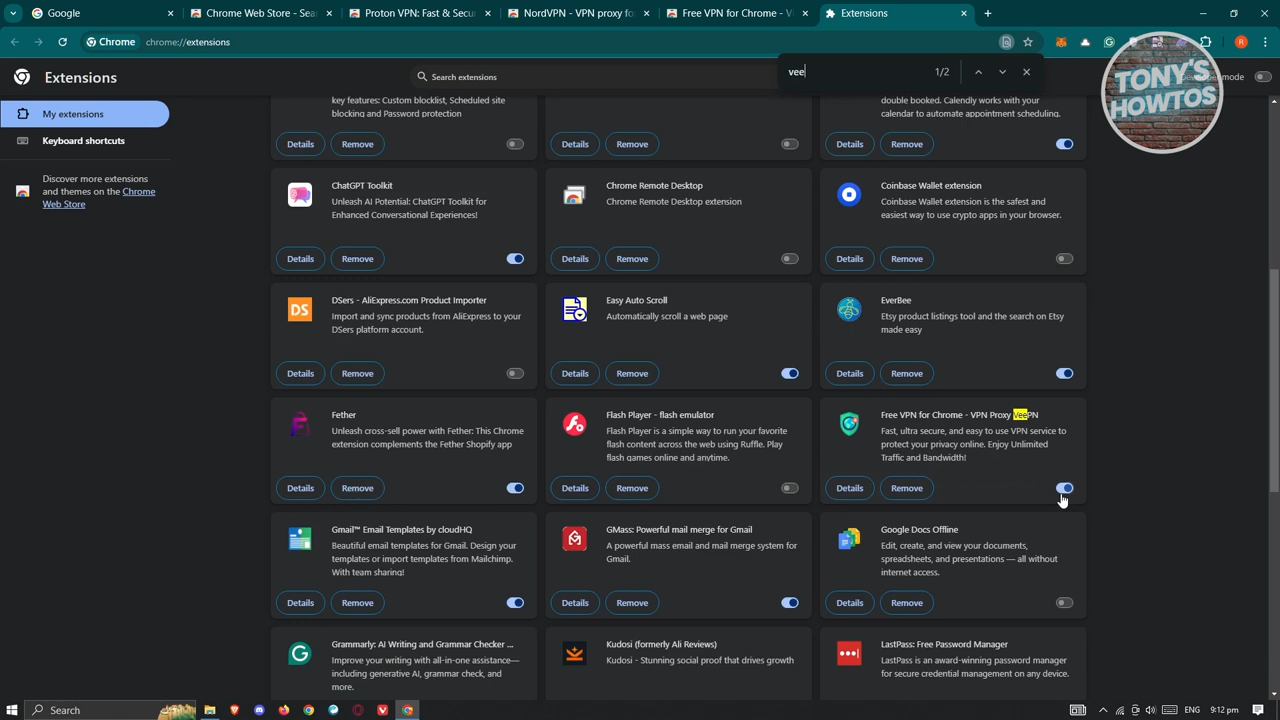 Google
Chrome Web Store - Sea
Proton VPN: Fast & Secu
NordVPN - VPN proxy fo
Free VPN for Chrome - V
Extensions
Chrome
chrome://extensions
Extensions
Search extensions
vee
1/2
TONY'S
HOWTOS
eloper mode
My extensions
Keyboard shortcuts
Discover more extensions
and themes on the Chrome
Web Store
key features: Custom blocklist, Scheduled site
blocking and Password protection
Details
Remove
Details
Remove
double booked. Calendly works with your
calendar to automate appointment scheduling.
Details
Remove
ChatGPT Toolkit
Unleash AI Potential: ChatGPT Toolkit for
Enhanced Conversational Experiences!
Details
Remove
Chrome Remote Desktop
Chrome Remote Desktop extension
Details
Remove
Coinbase Wallet extension
Coinbase Wallet extension is the safest and
easiest way to use crypto apps in your browser.
Details
Remove
DS
DSers - AliExpress.com Product Importer
Import and sync products from AliExpress to your
DSers platform account.
Details
Remove
Easy Auto Scroll
Automatically scroll a web page
Details
Remove
EverBee
Etsy product listings tool and the search on Etsy
made easy
Details
Remove
Fether
Unleash cross-sell power with Fether: This Chrome
extension complements the Fether Shopify app
Details
Remove
Flash Player - flash emulator
Flash Player is a simple way to run your favorite
flash content across the web using Ruffle. Play
flash games online and anytime.
Details
Remove
Free VPN for Chrome - VPN Proxy VeePN
Fast, ultra secure, and easy to use VPN service to
protect your privacy online. Enjoy Unlimited
Traffic and Bandwidth!
Details
Remove
Gmail™ Email Templates by cloudHQ
Beautiful email templates for Gmail. Design your
templates or import templates from Mailchimp.
With team sharing!
Details
Remove
GMass: Powerful mail merge for Gmail
A powerful mass email and mail merge system for
Gmail.
Details
Remove
Google Docs Offline
Edit, create, and view your documents,
spreadsheets, and presentations — all without
internet access.
Details
Remove
Grammarly: AI Writing and Grammar Checker ...
Improve your writing with all-in-one assistance—
including generative AI, grammar check, and
more.
Kudosi (formerly Ali Reviews)
Kudosi - Stunning social proof that drives growth
LastPass: Free Password Manager
LastPass is an award-winning password manager
for secure credential management on any device.
Search
ENG
9:12 pm